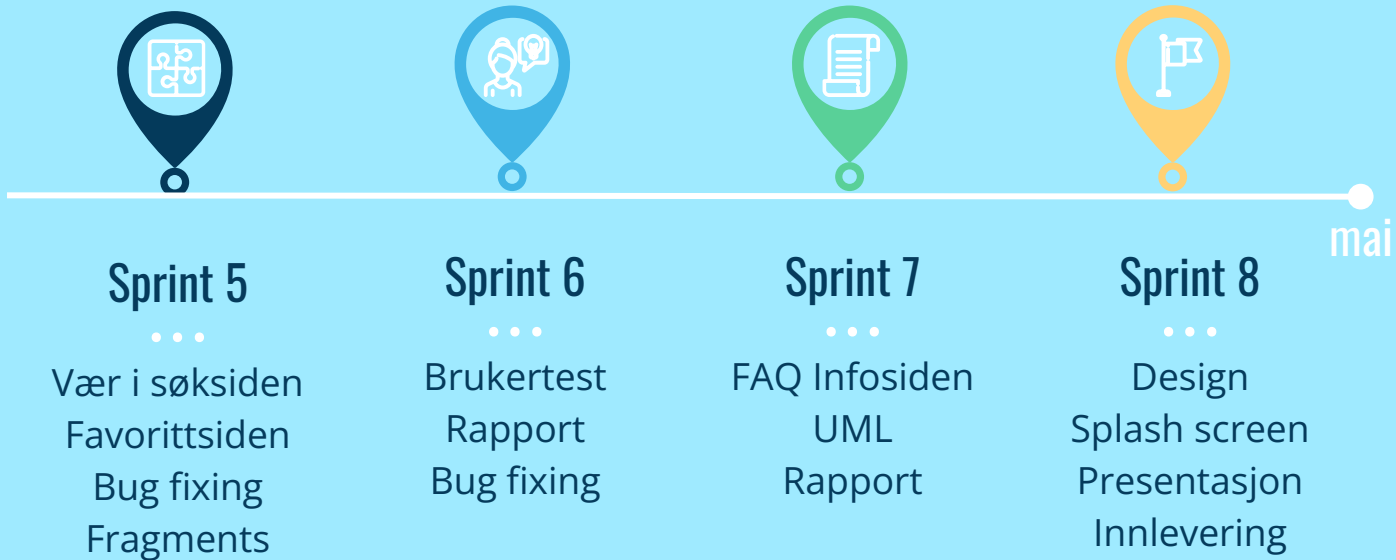 mai
Sprint 5
Vær i søksiden
Favorittsiden
Bug fixing
Fragments
Sprint 6
Brukertest
Rapport
Bug fixing
Sprint 7
FAQ Infosiden
UML
Rapport
Sprint 8
Design
Splash screen
Presentasjon
Innlevering